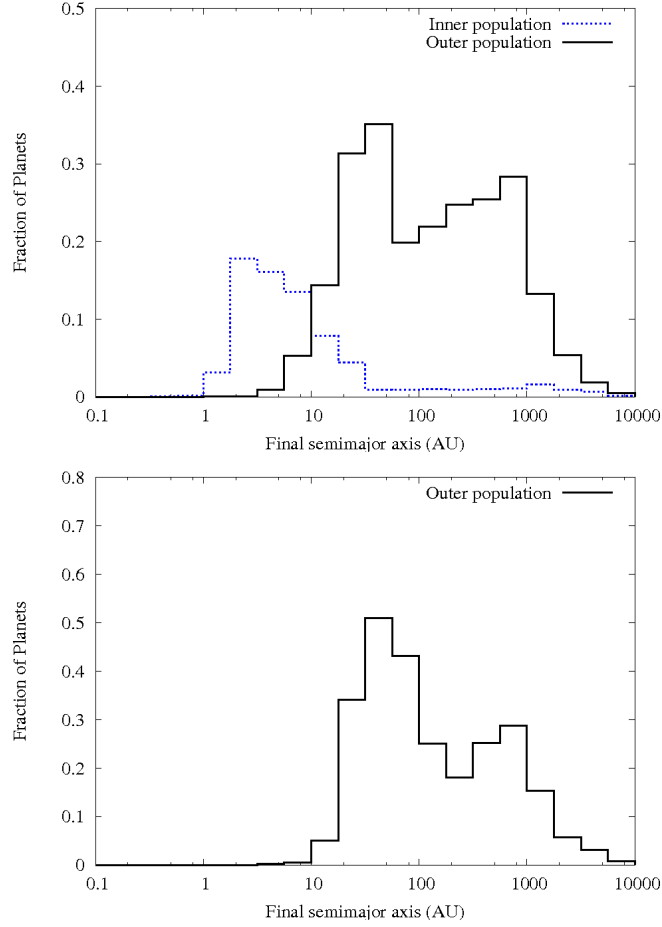 0.5
Inner population
Outer population
0.4
0.3
Fraction of Planets
0.2
0.1
0
0.1 1 10 100 1000 10000
Final semimajor axis (AU)
0.8
Outer population
0.7
0.6
0.5
Fraction of Planets
0.4
0.3
0.2
0.1
0
0.1 1 10 100 1000 10000
Final semimajor axis (AU)